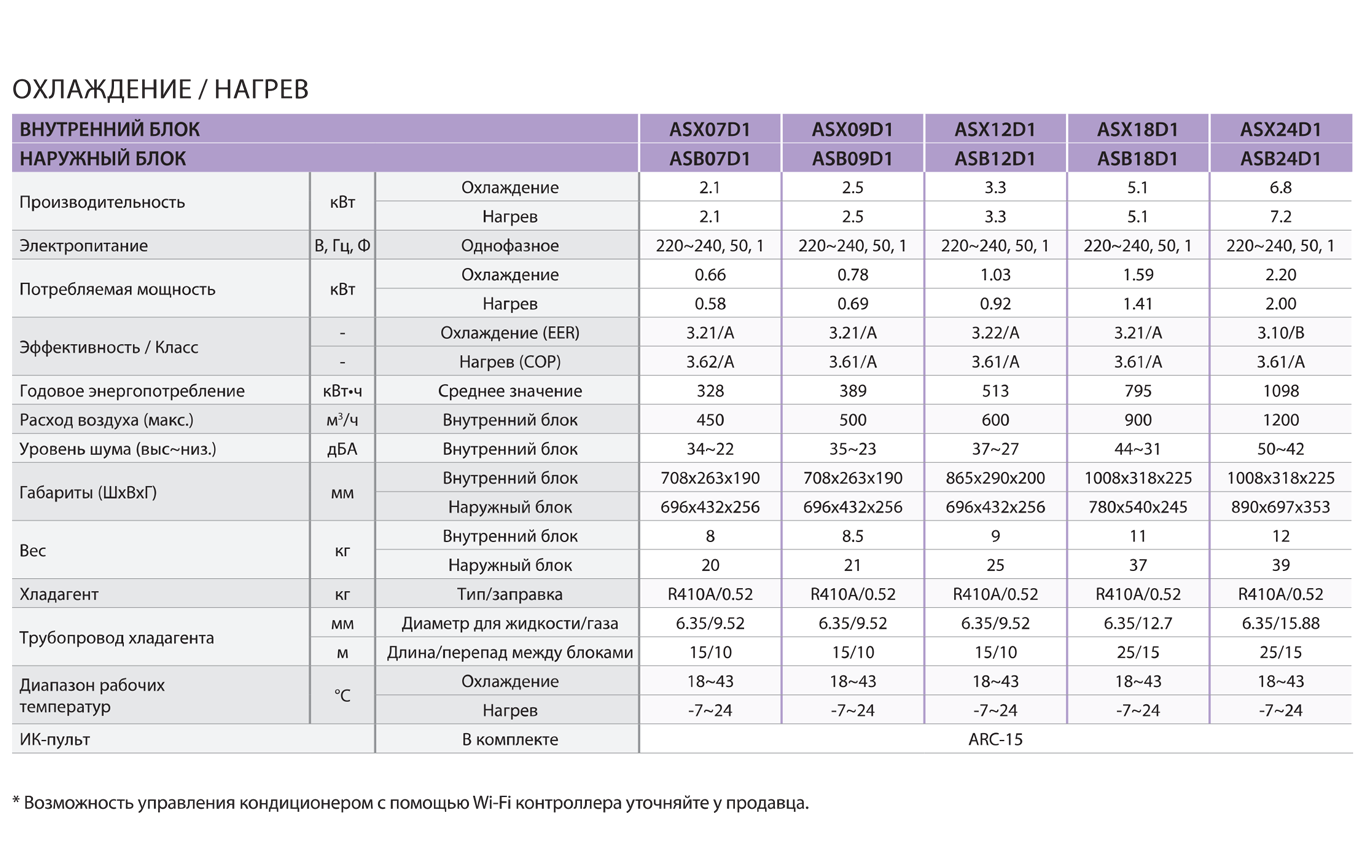 ОХЛАЖДЕНИЕ / НАГРЕВ
ВНУТРЕННИЙ БЛОК ASX07D1 ASX09D1 ASX12D1 ASX18D1 ASX24D1
НАРУЖНЫЙ БЛОК ASB07D1 ASB09D1 ASB12D1 ASB18D1 ASB24D1
Производительность кВт Охлаждение 2.1 2.5 3.3 5.1 6.8
Нагрев 2.1 2.5 3.3 5.1 7.2
Электропитание В, Гц, Ф Однофазное 220~240, 50, 1 220~240, 50, 1 220~240, 50, 1 220~240, 50, 1 220~240, 50, 1
Потребляемая мощность кВт Охлаждение 0.66 0.78 1.03 1.59 2.20
Нагрев 0.58 0.69 0.92 1.41 2.00
Эффективность / Класс - Охлаждение (EER) 3.21/A 3.21/A 3.22/A 3.21/A 3.10/B
- Нагрев (COP) 3.62/A 3.61/A 3.61/A 3.61/A 3.61/A
Годовое энергопотребление кВт•ч Среднее значение 328 389 513 795 1098
Расход воздуха (макс.) м³/ч Внутренний блок 450 500 600 900 1200
Уровень шума (выс~низ.) дБА Внутренний блок 34~22 35~23 37~27 44~31 50~42
Габариты (ШхВхГ) мм Внутренний блок 708x263x190 708x263x190 865x290x200 1008x318x225 1008x318x225
Наружный блок 696x432x256 696x432x256 696x432x256 780x540x245 890x697x353
Вес кг Внутренний блок 8 8.5 9 11 12
Наружный блок 20 21 25 37 39
Хладагент кг Тип/заправка R410A/0.52 R410A/0.52 R410A/0.52 R410A/0.52 R410A/0.52
Трубопровод хладагента мм Диаметр для жидкости/газа 6.35/9.52 6.35/9.52 6.35/9.52 6.35/12.7 6.35/15.88
м Длина/перепад между блоками 15/10 15/10 15/10 25/15 25/15
Диапазон рабочих температур °C Охлаждение 18~43 18~43 18~43 18~43 18~43
Нагрев -7~24 -7~24 -7~24 -7~24 -7~24
ИК-пульт В комплекте ARC-15
* Возможность управления кондиционером с помощью Wi-Fi контроллера уточняйте у продавца.